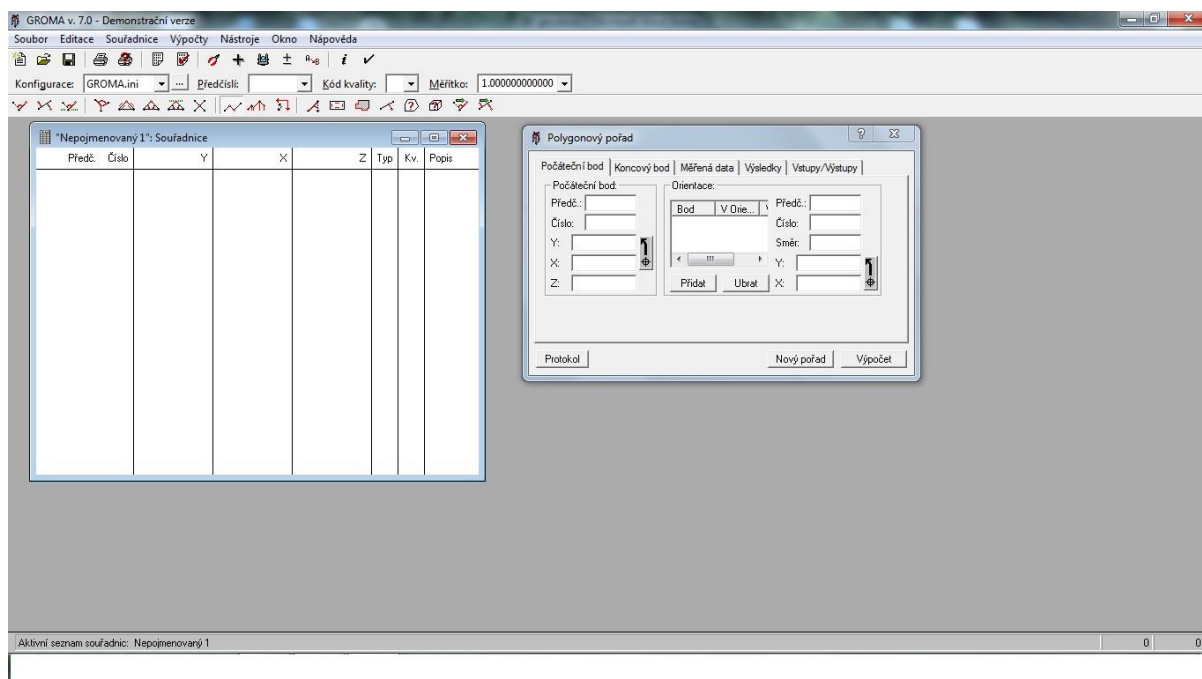 GROMA v. 7.0 - Demonstrační verze
Soubor Editace Souřadnice Výpočty Nástroje Okno Nápověda
Konfigurace: GROMA.ini ... Předčíslí: Kód kvality: Měřítko: 1.000000000000
"Nepojmenovaný 1": Souřadnice
Předč. Číslo Y X Z Typ Kv. Popis
Polygonový pořad
Počáteční bod Koncový bod Měřená data Výsledky Vstupy/Výstupy
Počáteční bod:
Předč.:
Číslo:
Y:
X:
Z:
Orientace:
Bod V Orie...
Přidat Ubrat
Předč.:
Číslo:
Směr:
Y:
X:
Protokol Nový pořad Výpočet
Aktivní seznam souřadnic: Nepojmenovaný 1 0 0